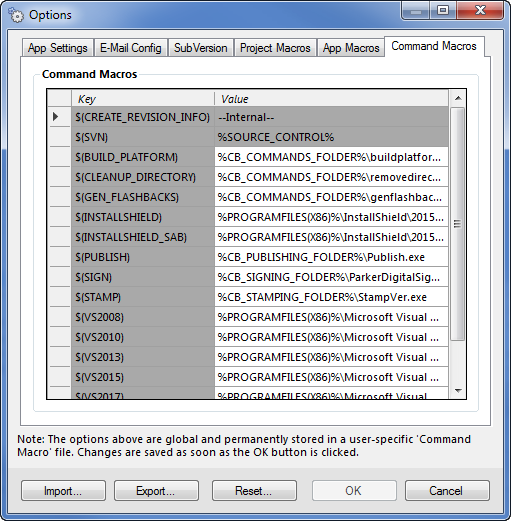 Options
App Settings E-Mail Config SubVersion Project Macros App Macros Command Macros
Command Macros
Key Value
$(CREATE_REVISION_INFO) --Internal--
$(SVN) %SOURCE_CONTROL%
$(BUILD_PLATFORM) %CB_COMMANDS_FOLDER%\buildplatfor...
$(CLEANUP_DIRECTORY) %CB_COMMANDS_FOLDER%\removedirec...
$(GEN_FLASHBACKS) %CB_COMMANDS_FOLDER%\genflashbac...
$(INSTALLSHIELD) %PROGRAMFILES(X86)%\InstallShield\2015...
$(INSTALLSHIELD_SAB) %PROGRAMFILES(X86)%\InstallShield\2015...
$(PUBLISH) %CB_PUBLISHING_FOLDER%\Publish.exe
$(SIGN) %CB_SIGNING_FOLDER%\ParkerDigitalSig...
$(STAMP) %CB_STAMPING_FOLDER%\StampVer.exe
$(VS2008) %PROGRAMFILES(X86)%\Microsoft Visual ...
$(VS2010) %PROGRAMFILES(X86)%\Microsoft Visual ...
$(VS2013) %PROGRAMFILES(X86)%\Microsoft Visual ...
$(VS2015) %PROGRAMFILES(X86)%\Microsoft Visual ...
$(VS2017) %PROGRAMFILES(X86)%\Microsoft Visual ...
Note: The options above are global and permanently stored in a user-specific 'Command
Macro' file. Changes are saved as soon as the OK button is clicked.
Import... Export... Reset... OK Cancel